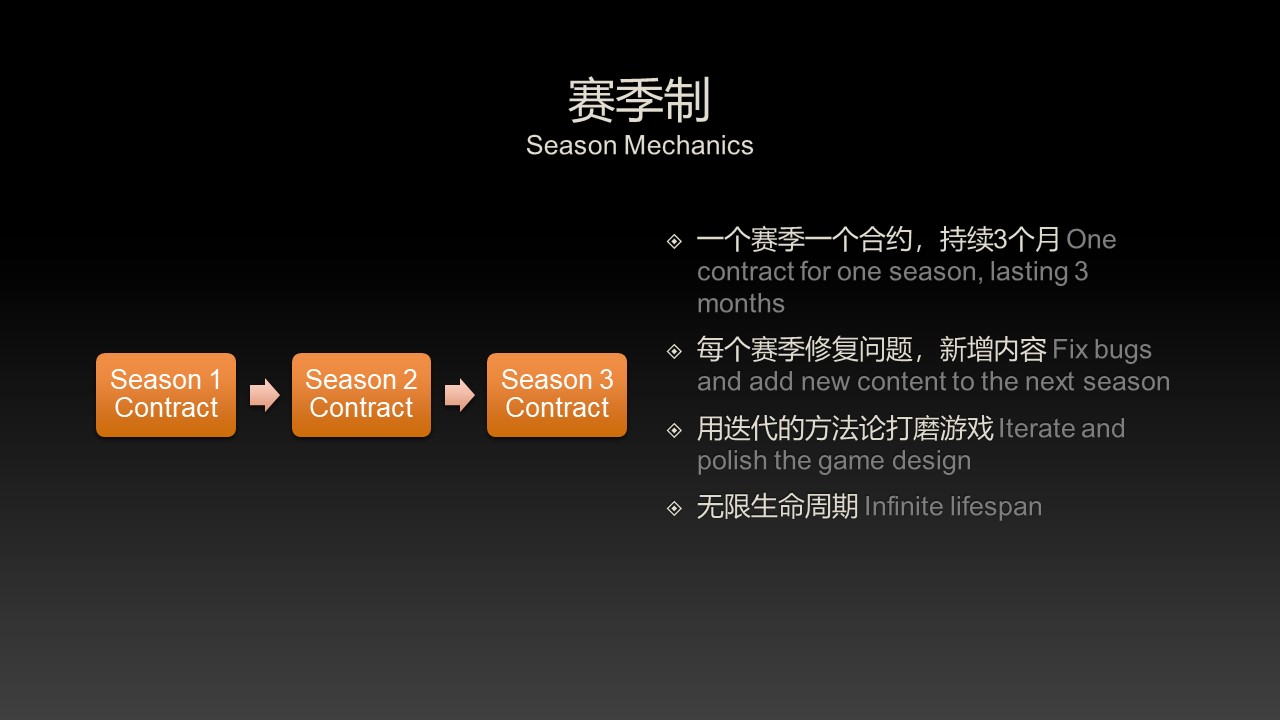 赛季制
Season Mechanics
Season 1
Contract
Season 2
Contract
Season 3
Contract
一个赛季一个合约，持续3个月 One
contract for one season, lasting 3
months
每个赛季修复问题，新增内容 Fix bugs
and add new content to the next season
用迭代的方法论打磨游戏 Iterate and
polish the game design
无限生命周期 Infinite lifespan